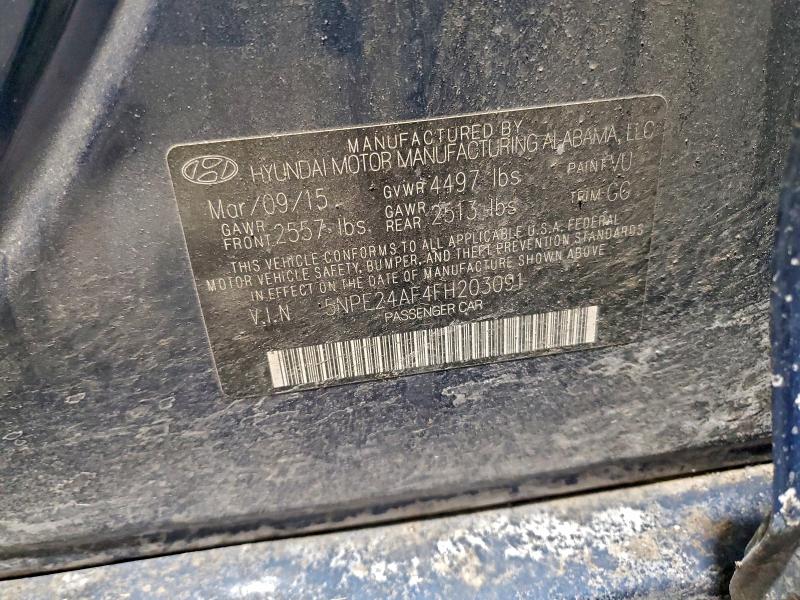 MANUFACTURED BY
HYUNDAI MOTOR MANUFACTURING ALABAMA, LLC
Mar/09/15 GVWR 4497 lbs PAINT VU
GAWR FRONT 2557 lbs GAWR REAR 2513 lbs TRIM GG
THIS VEHICLE CONFORMS TO ALL APPLICABLE U.S.A. FEDERAL
MOTOR VEHICLE SAFETY, BUMPER, AND THEFT PREVENTION STANDARDS
IN EFFECT ON THE DATE OF MANUFACTURE SHOWN ABOVE.
V.I.N 5NPE24AF4FH203091
PASSENGER CAR